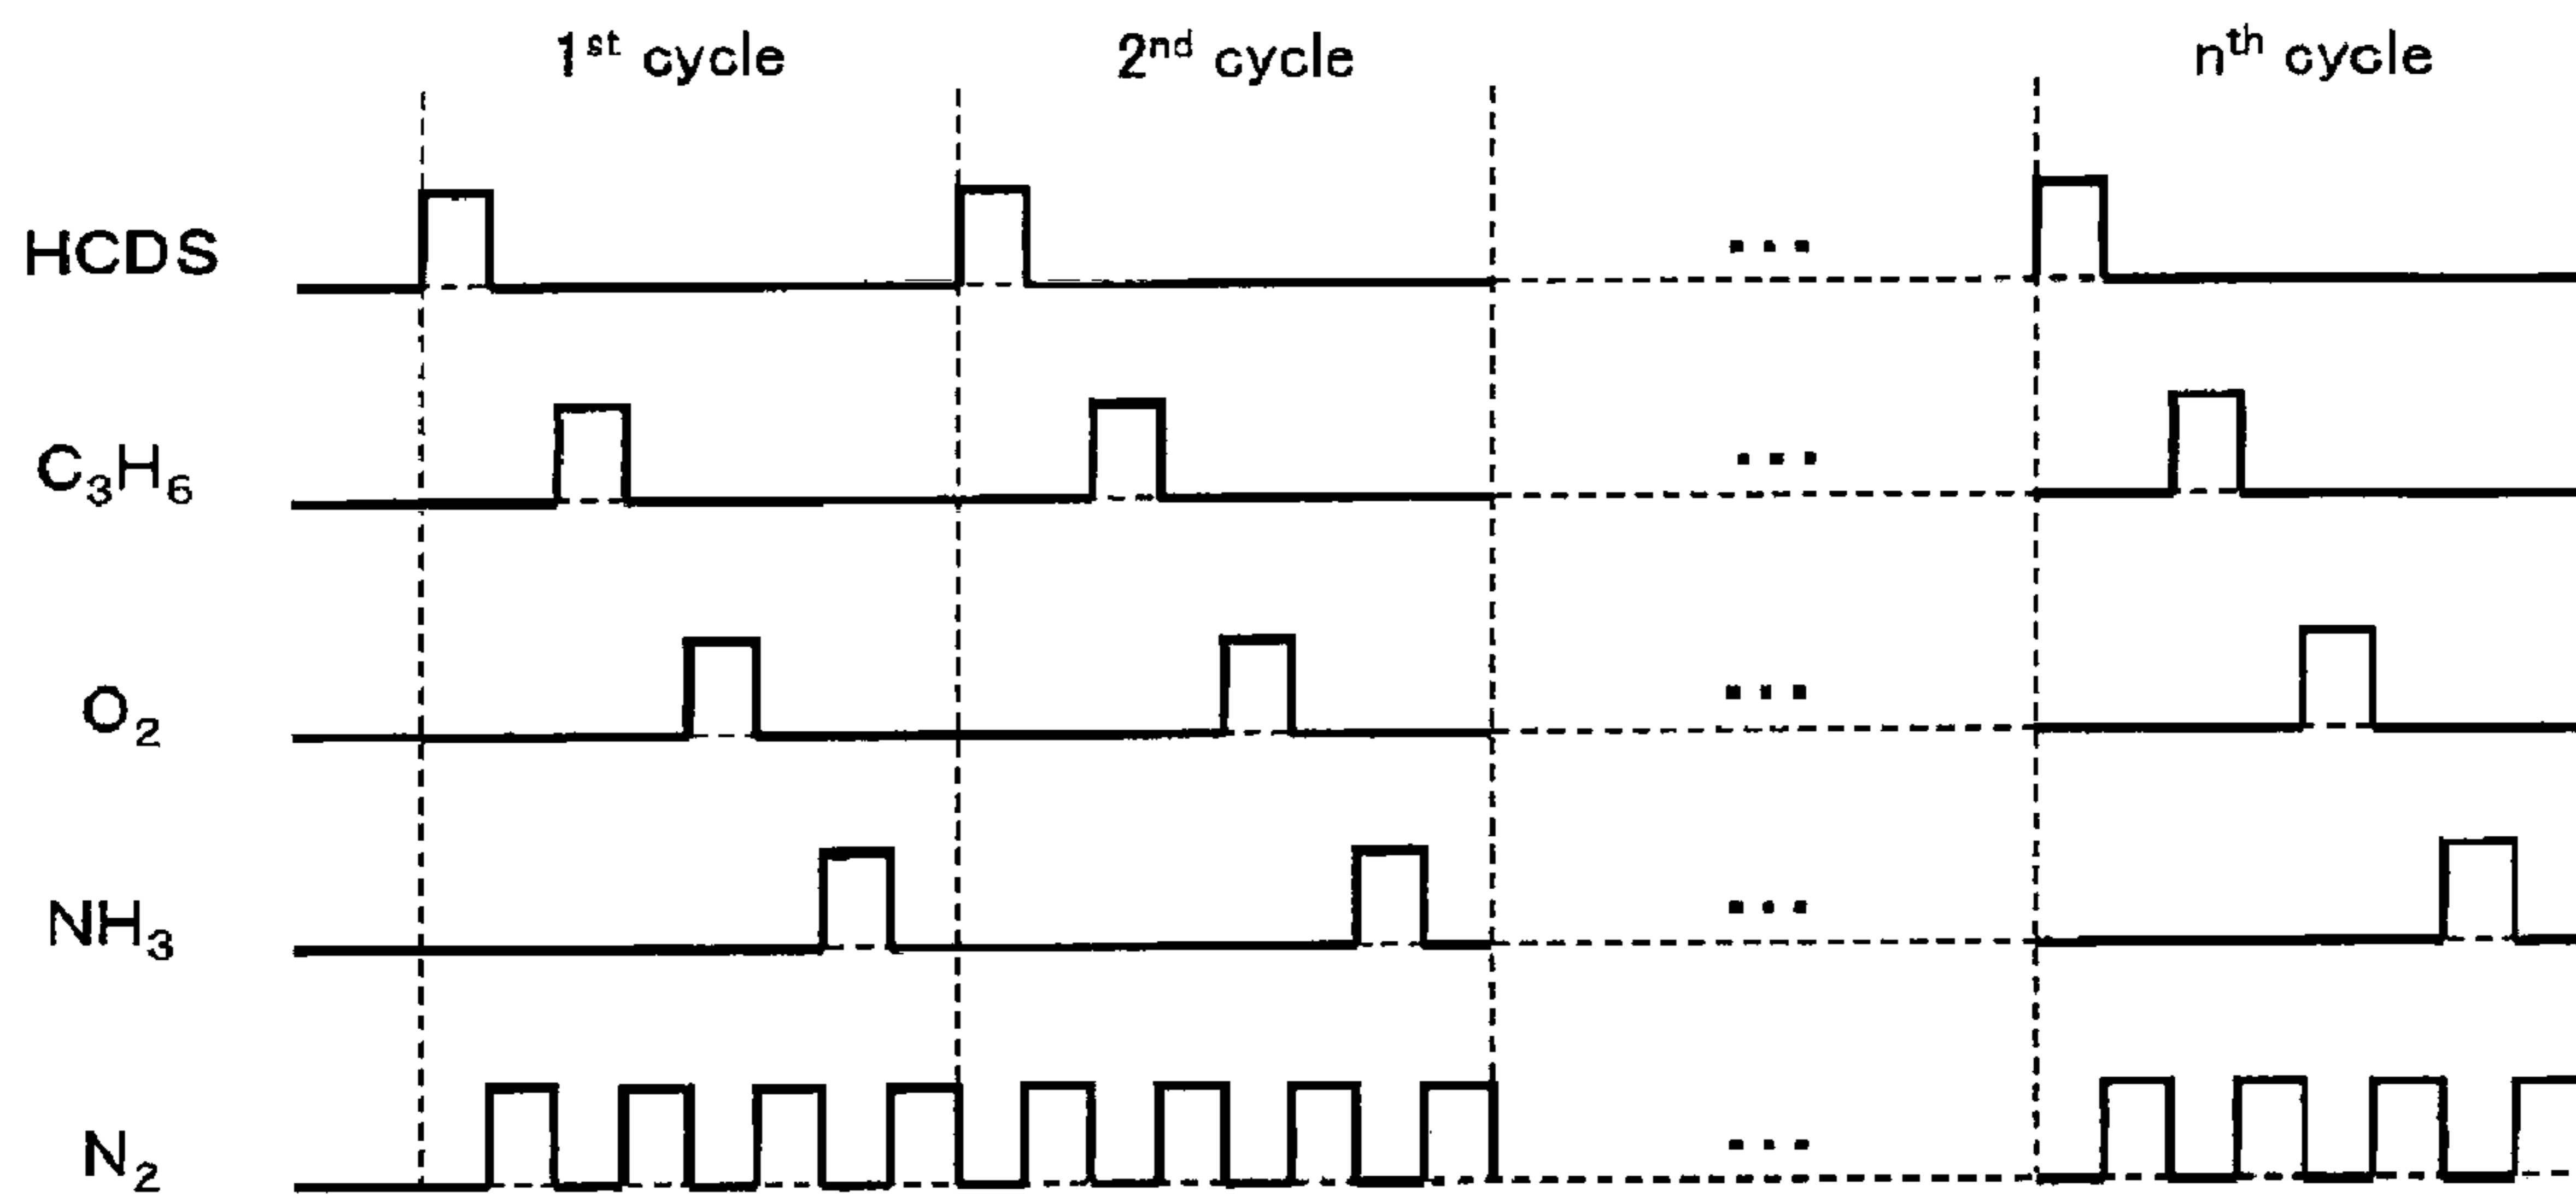 1st cycle 2nd cycle nth cycle
HCDS ...
C3H6 ...
O2 ...
NH3 ...
N2 ...